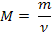 M = m/v